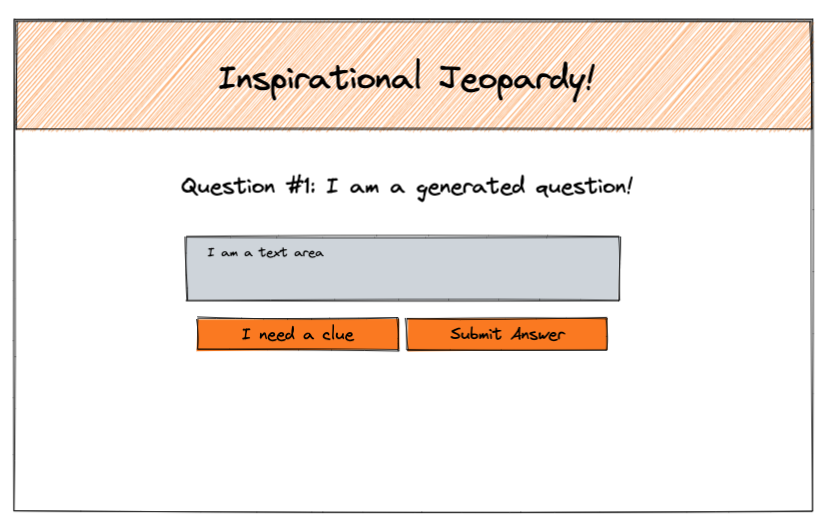 Inspirational Jeopardy!
Question #1: I am a generated question!
I am a text area
I need a clue
Submit Answer